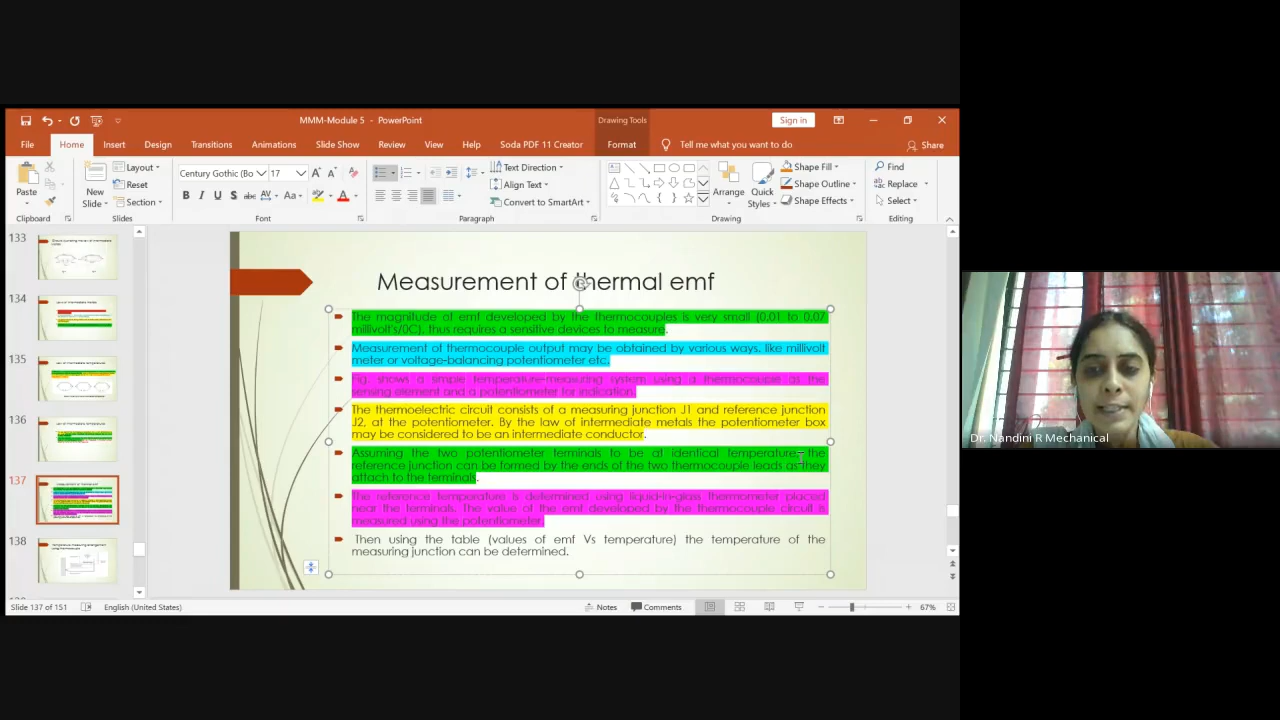 MMM-Module 5 - PowerPoint
Drawing Tools
Sign in
File Home Insert Design Transitions Animations Slide Show Review View Help Soda PDF 11 Creator Format Tell me what you want to do Share
Paste
Clipboard
New Slide
Layout
Reset
Section
Slides
Century Gothic (Bo 17
B I U S abc AV Aa A
Font
Text Direction
Align Text
Convert to SmartArt
Paragraph
Arrange
Quick Styles
Shape Fill
Shape Outline
Shape Effects
Drawing
Find
Replace
Select
Editing
133
134
135
136
137
138
Measurement of thermal emf
The magnitude of emf developed by the thermocouples is very small (0.01 to 0.07
millivolt's/0C), thus requires a sensitive devices to measure.
Measurement of thermocouple output may be obtained by various ways, like millivolt
meter or voltage-balancing potentiometer etc.
Fig. shows a simple temperature-measuring system using a thermocouple as the
sensing element and a potentiometer for indication.
The thermoelectric circuit consists of a measuring junction J1 and reference junction
J2, at the potentiometer. By the law of intermediate metals the potentiometer box
may be considered to be an intermediate conductor.
Assuming the two potentiometer terminals to be at identical temperature, the
reference junction can be formed by the ends of the two thermocouple leads as they
attach to the terminals.
The reference temperature is determined using liquid-in-glass thermometer placed
near the terminals. The value of the emf developed by the thermocouple circuit is
measured using the potentiometer.
Then using the table (values of emf Vs temperature) the temperature of the
measuring junction can be determined.
Slide 137 of 151 English (United States) Notes Comments 67%
Dr. Nandini R Mechanical